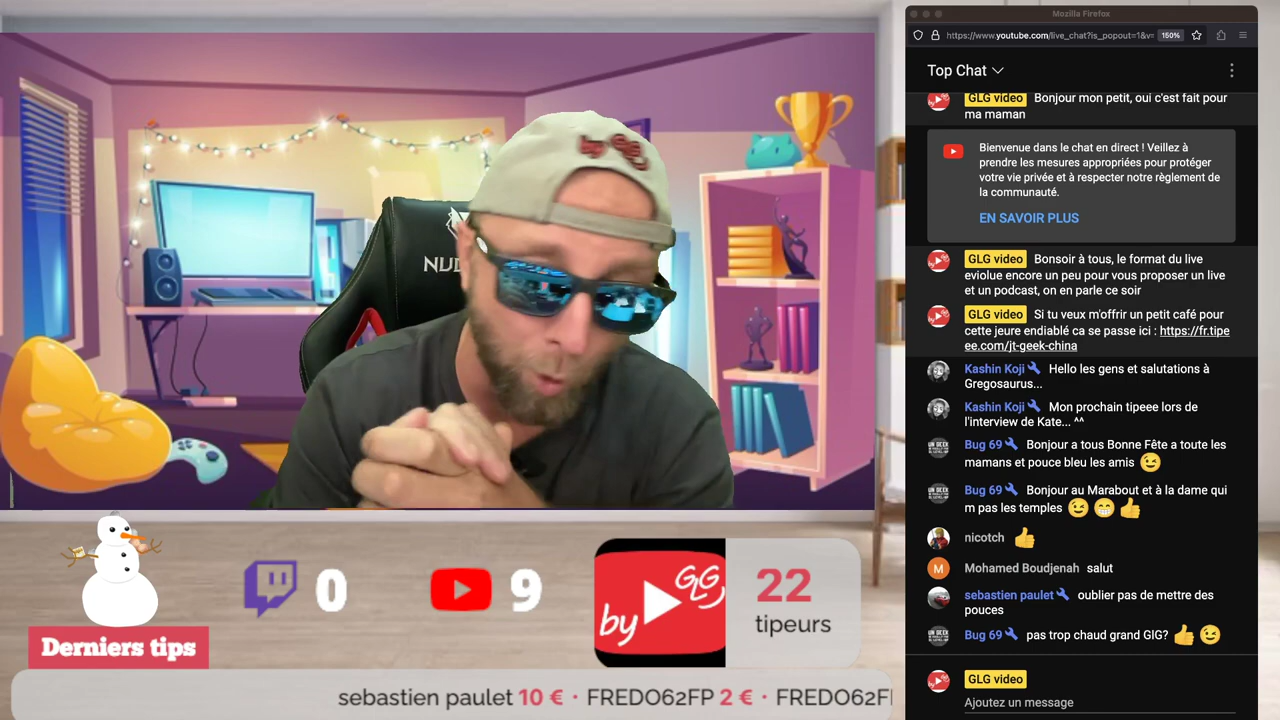 Mozilla Firefox
https://www.youtube.com/live_chat?is_popout=1&v=
150%
Top Chat
GLG video Bonjour mon petit, oui c'est fait pour
ma maman
Bienvenue dans le chat en direct ! Veillez à
prendre les mesures appropriées pour protéger
votre vie privée et à respecter notre règlement de
la communauté.
EN SAVOIR PLUS
GLG video Bonsoir à tous, le format du live
eviolue encore un peu pour vous proposer un live
et un podcast, on en parle ce soir
GLG video Si tu veux m'offrir un petit café pour
cette jeure endiablé ca se passe ici : https://fr.tipe
ee.com/jt-geek-china
Kashin Koji Hello les gens et salutations à
Gregosaurus...
Kashin Koji Mon prochain tipeee lors de
l'interview de Kate... ^^
Bug 69 Bonjour a tous Bonne Fête a toute les
mamans et pouce bleu les amis 😉
Bug 69 Bonjour au Marabout et à la dame qui
m pas les temples 😉 😁 👍
nicotch 👍
M Mohamed Boudjenah salut
sebastien paulet oublier pas de mettre des
pouces
Bug 69 pas trop chaud grand GlG? 👍 😉
GLG video
Ajoutez un message
by GLG
Derniers tips
0
9
by GLG
22
tipeurs
sebastien paulet 10 € · FREDO62FP 2 € · FREDO62F